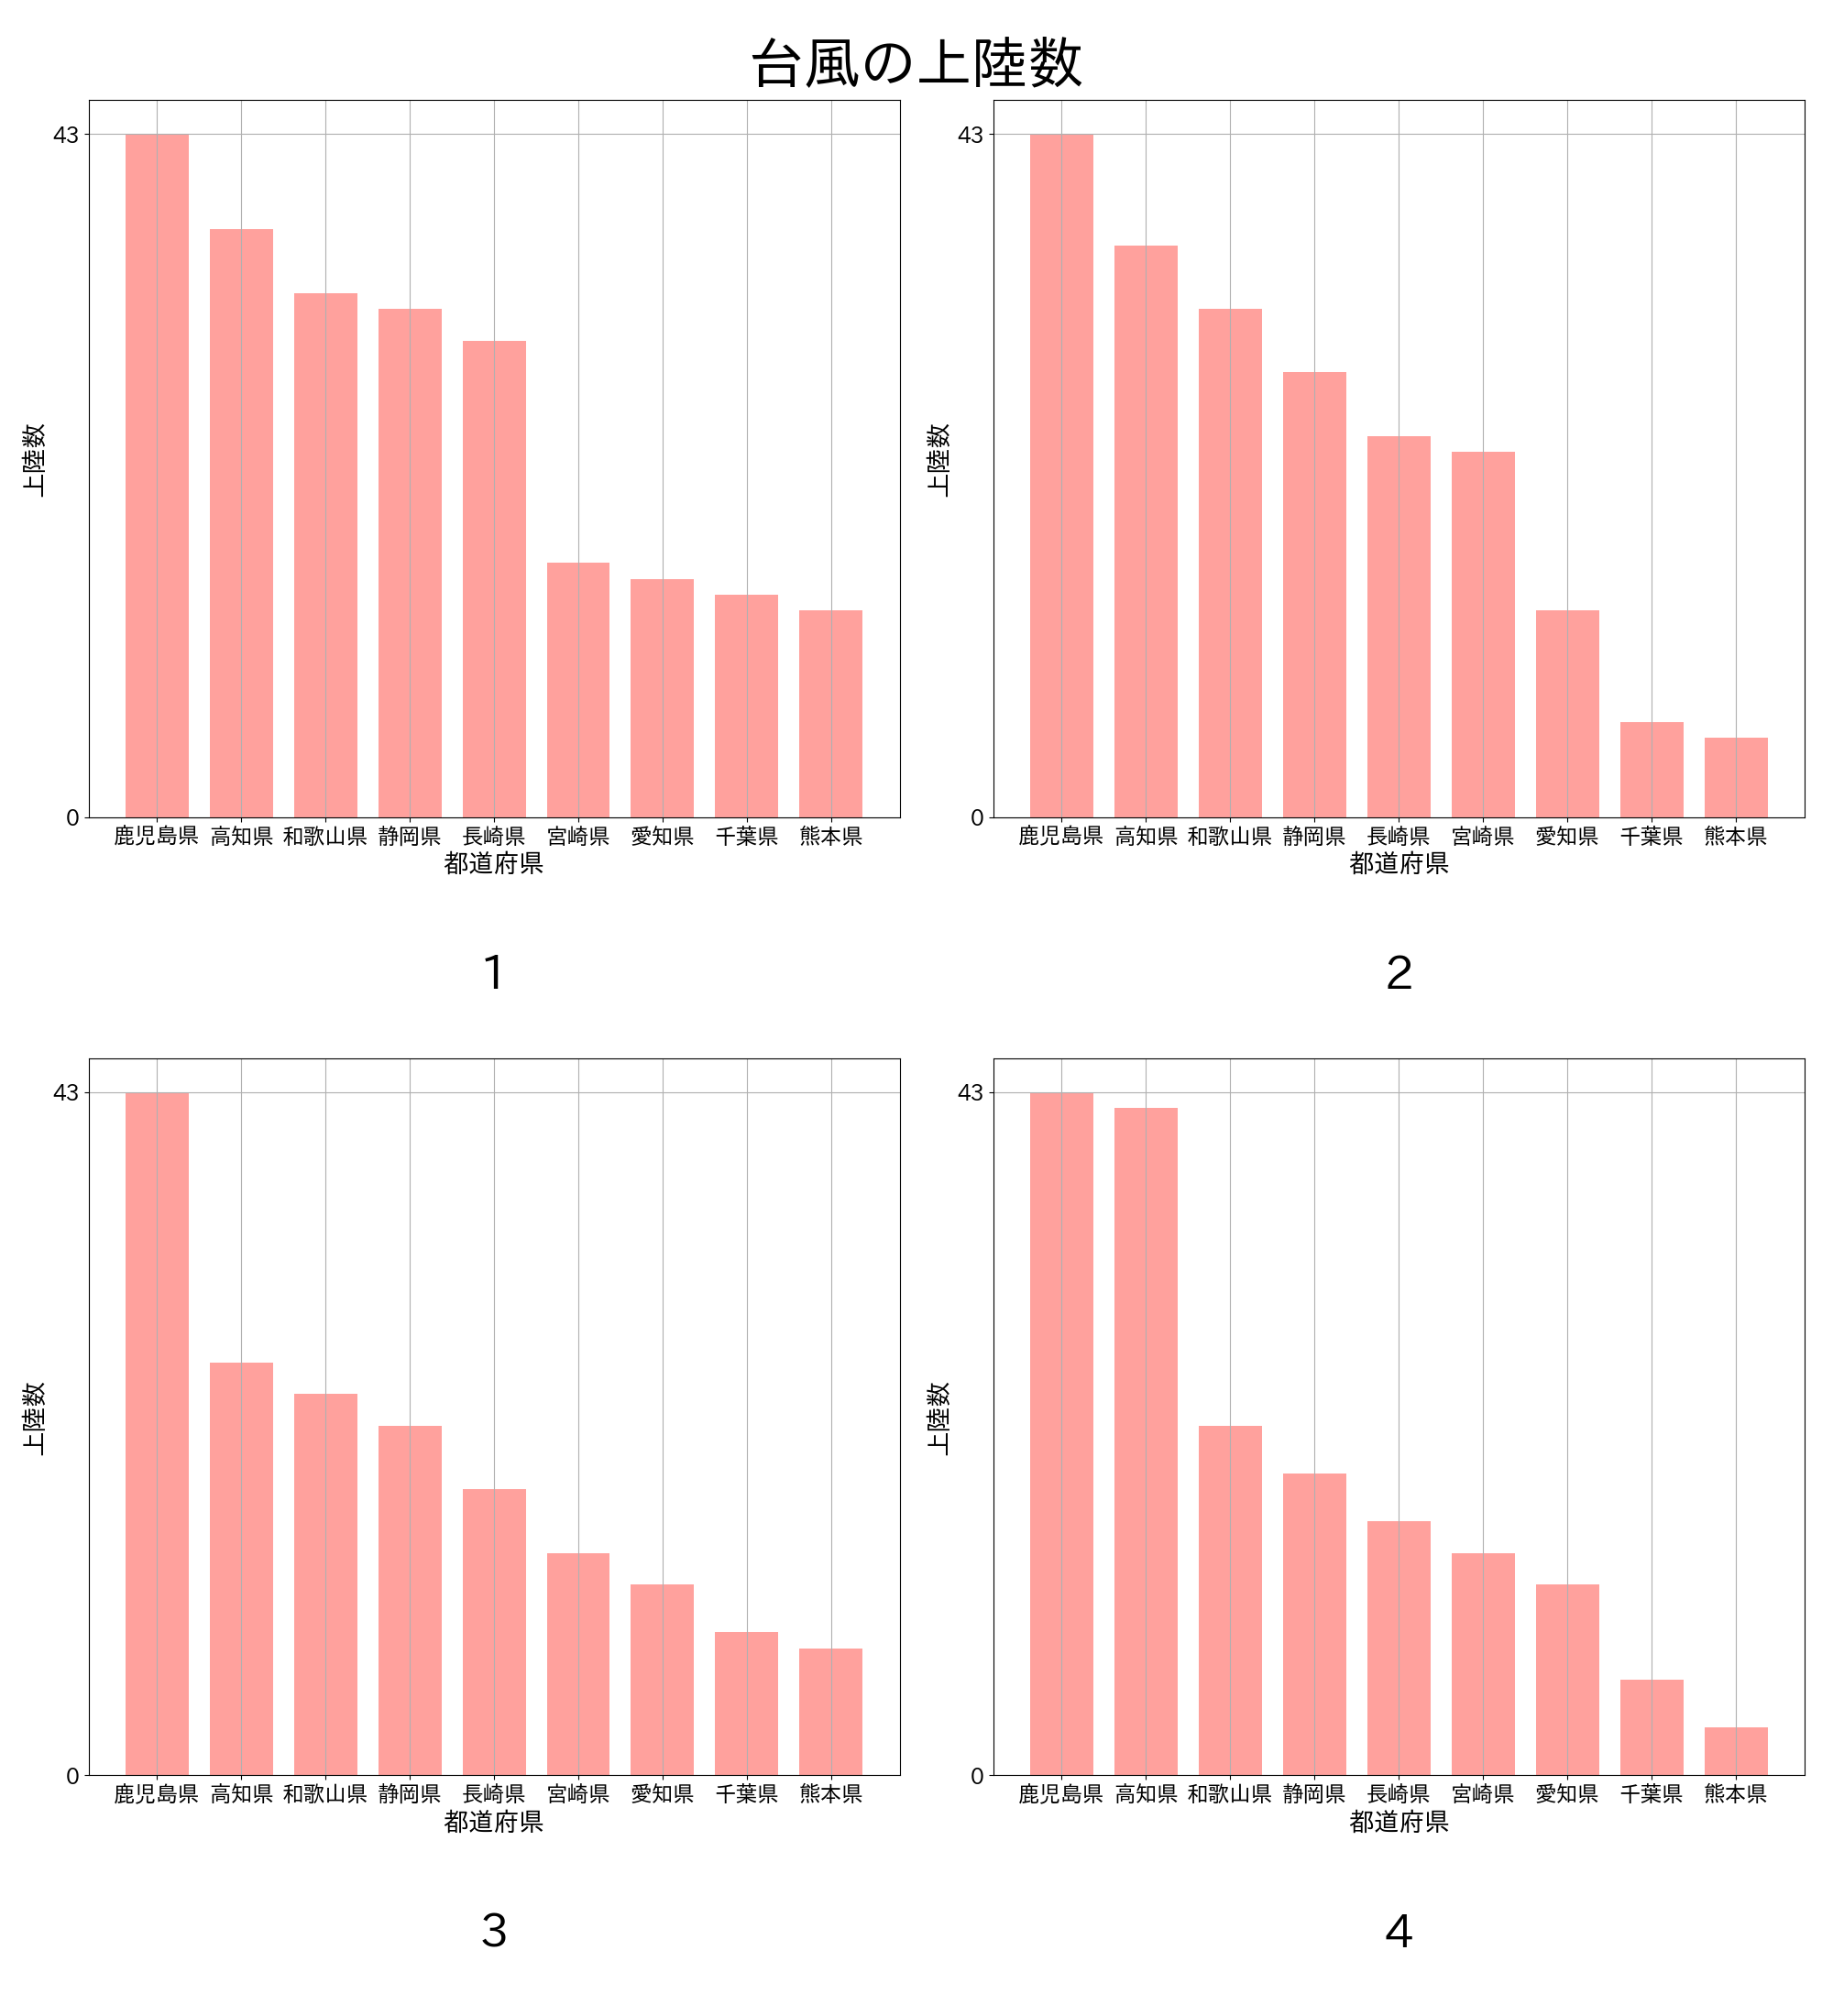 台風の上陸数
43
0
上陸数
鹿児島県 高知県 和歌山県 静岡県 長崎県 宮崎県 愛知県 千葉県 熊本県
都道府県
1
43
0
上陸数
鹿児島県 高知県 和歌山県 静岡県 長崎県 宮崎県 愛知県 千葉県 熊本県
都道府県
2
43
0
上陸数
鹿児島県 高知県 和歌山県 静岡県 長崎県 宮崎県 愛知県 千葉県 熊本県
都道府県
3
43
0
上陸数
鹿児島県 高知県 和歌山県 静岡県 長崎県 宮崎県 愛知県 千葉県 熊本県
都道府県
4